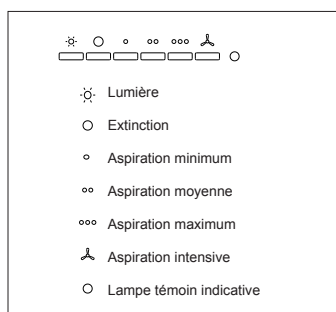 Lumière
Extinction
Aspiration minimum
Aspiration moyenne
Aspiration maximum
Aspiration intensive
Lampe témoin indicative